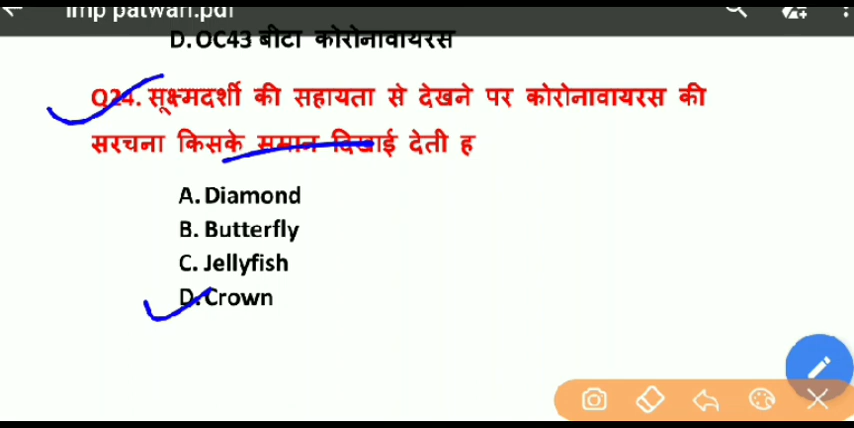 imp patwari.pdf
D. OC43 बीटा कोरोनावायरस
Q24. सूक्ष्मदर्शी की सहायता से देखने पर कोरोनावायरस की
सरचना किसके समान दिखाई देती ह
A. Diamond
B. Butterfly
C. Jellyfish
D. Crown